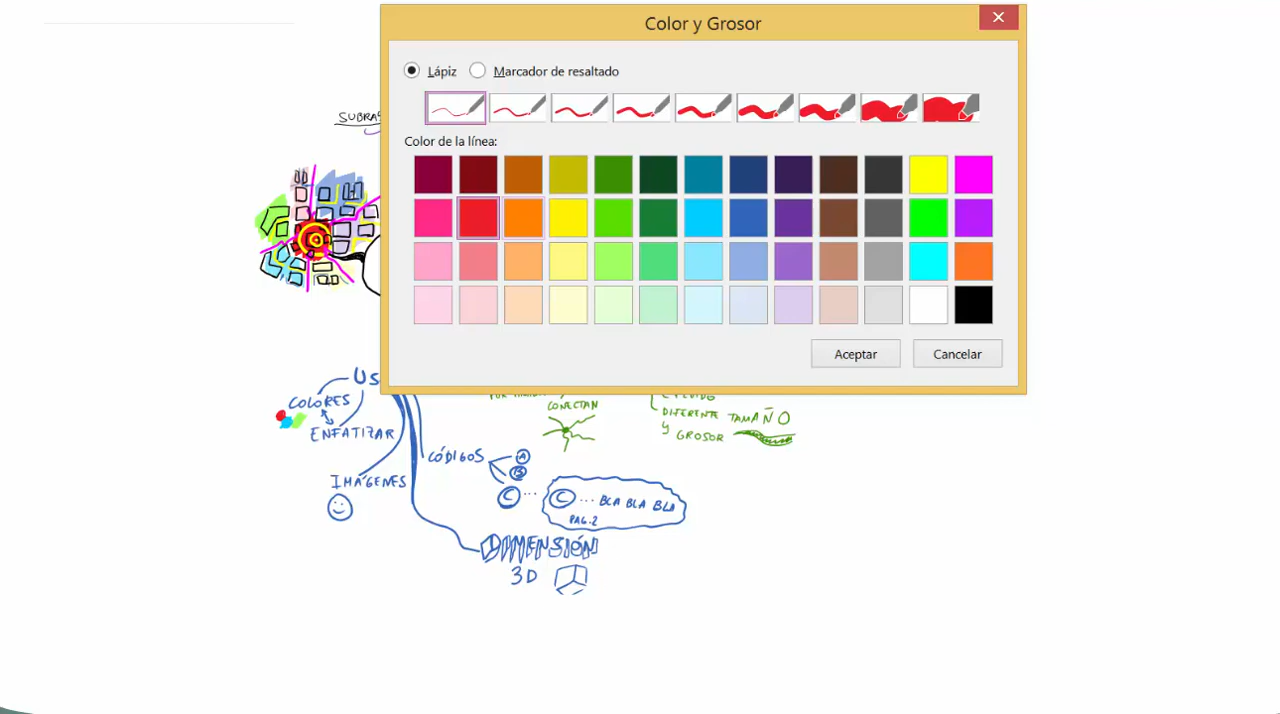 Color y Grosor
Lápiz
Marcador de resaltado
Color de la línea:
Aceptar
Cancelar
US
COLORES
ENFATIZAR
IMÁGENES
CÓDIGOS
A
B
C ...
C ... BLA BLA BLA
PAG.2
DIMENSIÓN
3D
CONECTAN
DIFERENTE TAMAÑO
y
GROSOR